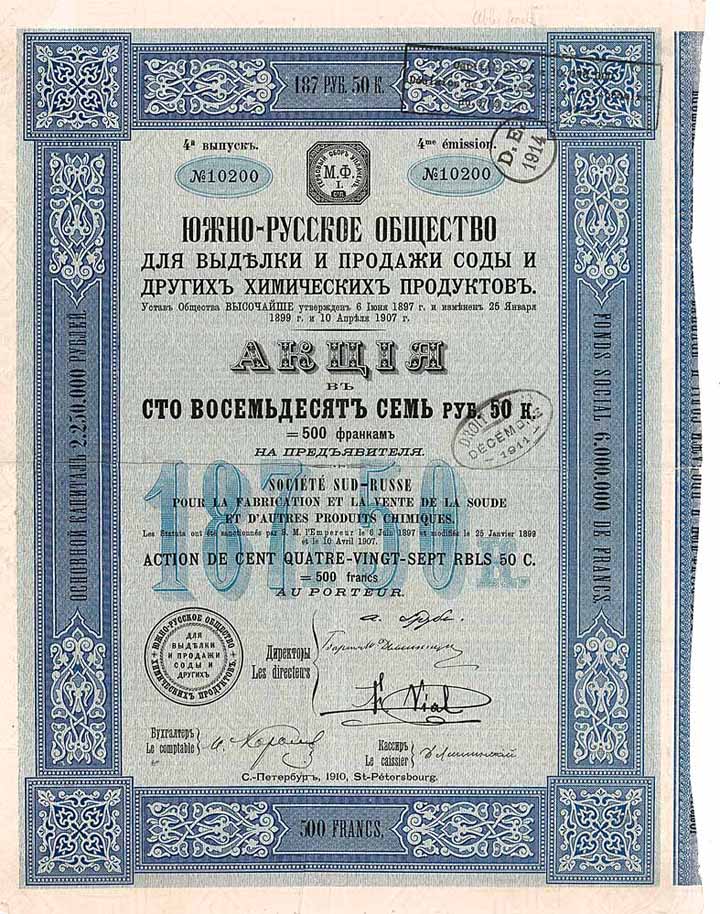 187 РУБ. 50 К.
D. E.
1914
4ᵃ выпускъ.
4ᵐᵉ émission.
№10200
М.Ф.
I.
№10200
ЮЖНО-РУССКОЕ ОБЩЕСТВО
ДЛЯ ВЫДѢЛКИ И ПРОДАЖИ СОДЫ И
ДРУГИХЪ ХИМИЧЕСКИХЪ ПРОДУКТОВЪ.
Уставъ Общества ВЫСОЧАЙШЕ утвержденъ 6 Іюня 1897 г. и измѣненъ 25 Января
1899 г. и 10 Апрѣля 1907 г.
АКЦІЯ
ВЪ
СТО ВОСЕМЬДЕСЯТЪ СЕМЬ РУБ. 50 К.
=500 франкамъ
НА ПРЕДЪЯВИТЕЛЯ.
DROIT
DÉCEMBRE
1911
187·50 К.
SOCIÉTÉ SUD-RUSSE
POUR LA FABRICATION ET LA VENTE DE LA SOUDE
ET D'AUTRES PRODUITS CHIMIQUES.
Les Statuts ont été sanctionnés par S. M. l'Empereur le 6 Juin 1897 et modifiés le 25 Janvier 1899
et le 10 Avril 1907.
ACTION DE CENT QUATRE-VINGT-SEPT RBLS 50 C.
=500 francs
AU PORTEUR.
ОСНОВНОЙ КАПИТАЛЪ 2.250.000 РУБЛЕЙ.
FONDS SOCIAL 6.000.000 DE FRANCS.
ЮЖНО-РУССКОЕ ОБЩЕСТВО
ДЛЯ
ВЫДѢЛКИ
И ПРОДАЖИ
СОДЫ И
ДРУГИХЪ
ХИМИЧЕСКИХЪ ПРОДУКТОВЪ.
Директоры
Les directeurs
Vial
Бухгалтеръ
Le comptable
Кассиръ
Le caissier
С.-Петербургъ, 1910, St-Pétersbourg.
500 FRANCS.